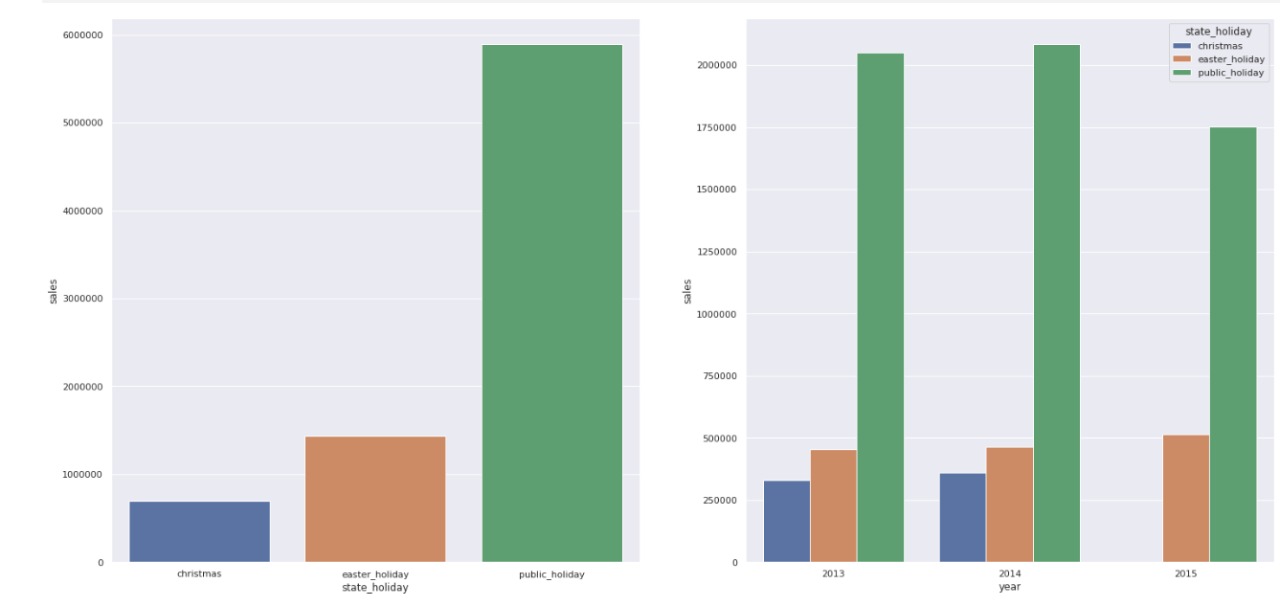 6000000
5000000
4000000
3000000
2000000
1000000
0
sales
christmas
easter_holiday
public_holiday
state_holiday
2000000
1750000
1500000
1250000
1000000
750000
500000
250000
0
sales
state_holiday
christmas
easter_holiday
public_holiday
2013
2014
2015
year